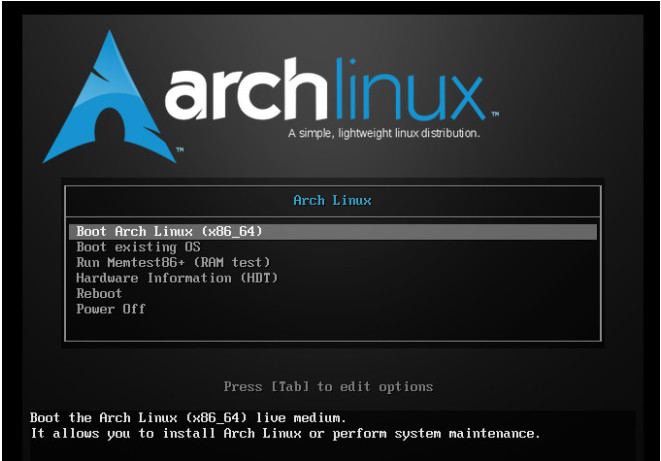 archlinux™
A simple, lightweight linux distribution.
™
Arch Linux
Boot Arch Linux (x86_64)
Boot existing OS
Run Memtest86+ (RAM test)
Hardware Information (HDT)
Reboot
Power Off
Press [Tab] to edit options
Boot the Arch Linux (x86_64) live medium.
It allows you to install Arch Linux or perform system maintenance.